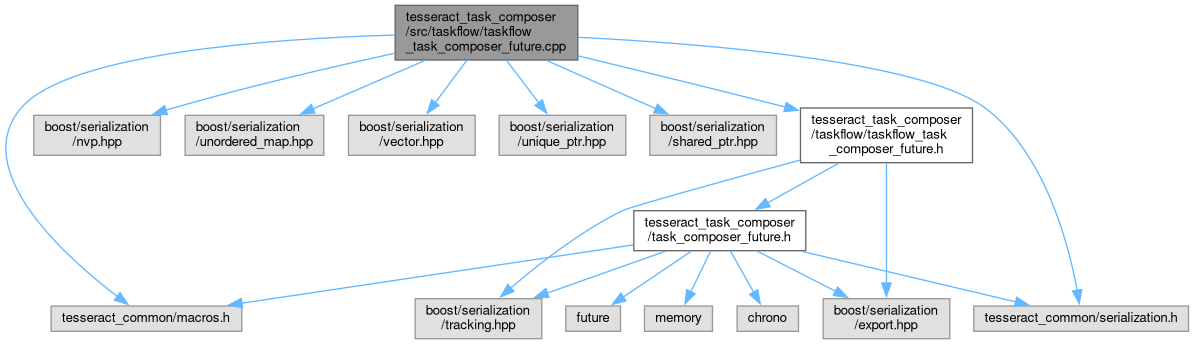 tesseract_task_composer
/src/taskflow/taskflow
_task_composer_future.cpp
boost/serialization
/nvp.hpp
boost/serialization
/unordered_map.hpp
boost/serialization
/vector.hpp
boost/serialization
/unique_ptr.hpp
boost/serialization
/shared_ptr.hpp
tesseract_task_composer
/taskflow/taskflow_task
_composer_future.h
tesseract_task_composer
/task_composer_future.h
tesseract_common/macros.h
boost/serialization
/tracking.hpp
future
memory
chrono
boost/serialization
/export.hpp
tesseract_common/serialization.h